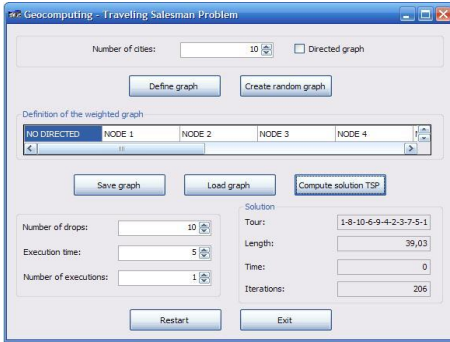 Geocomputing - Traveling Salesman Problem
Number of cities: 10 Directed graph
Define graph Create random graph
Definition of the weighted graph
NO DIRECTED NODE 1 NODE 2 NODE 3 NODE 4
Save graph Load graph Compute solution TSP
Solution
Number of drops: 10
Tour: 1-8-10-6-9-4-2-3-7-5-1
Execution time: 5
Length: 39,03
Number of executions: 1
Time: 0
Iterations: 206
Restart Exit